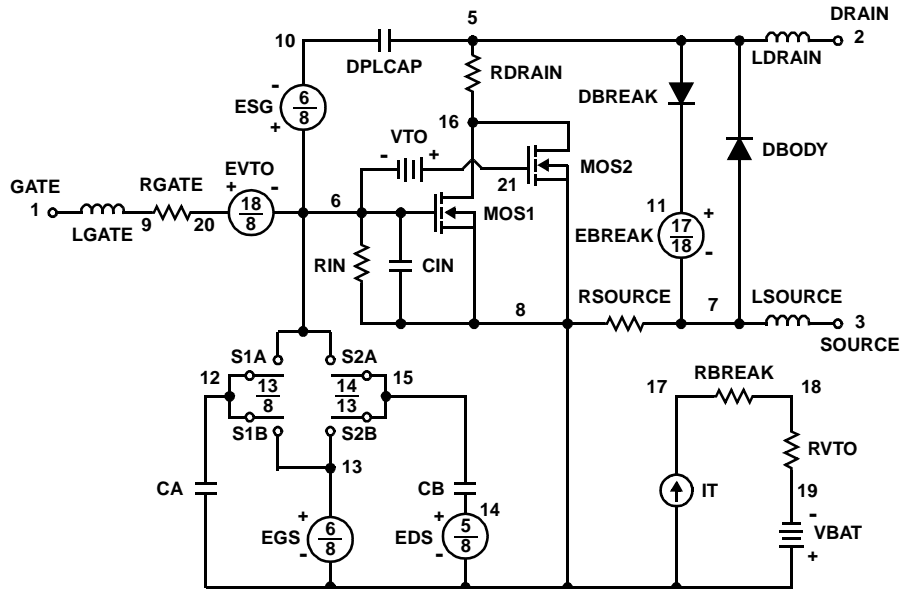 5
DRAIN
2
10
DPLCAP
RDRAIN
LDRAIN
DBREAK
-
ESG
6
8
+
16
VTO
-
+
DBODY
MOS2
21
EVTO
GATE
1
RGATE
+
-
18
8
6
9
20
LGATE
MOS1
11
+
EBREAK
17
18
-
RIN
CIN
8
RSOURCE
7
LSOURCE
3
SOURCE
S1A
S2A
12
13
8
14
13
15
S1B
S2B
13
RBREAK
17
18
RVTO
CA
CB
IT
19
+
14
+
EGS
6
8
-
EDS
5
8
-
-
VBAT
+